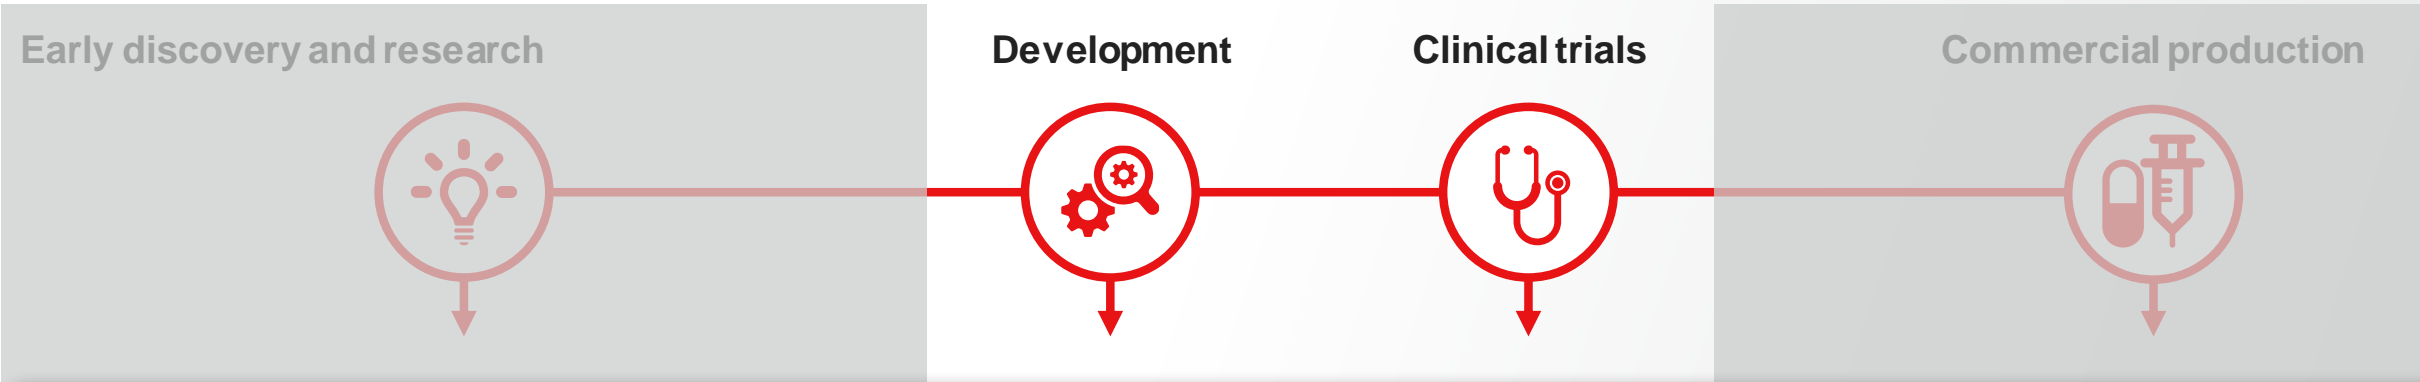 Early discovery and research
Development
Clinical trials
Commercial production